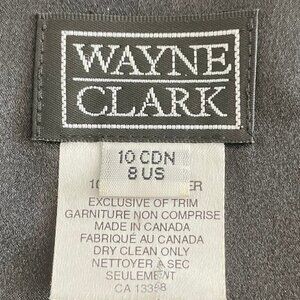 WAYNE
CLARK
10 CDN
8 US
EXCLUSIVE OF TRIM
GARNITURE NON COMPRISE
MADE IN CANADA
FABRIQUÉ AU CANADA
DRY CLEAN ONLY
NETTOYER A SEC
SEULEMENT